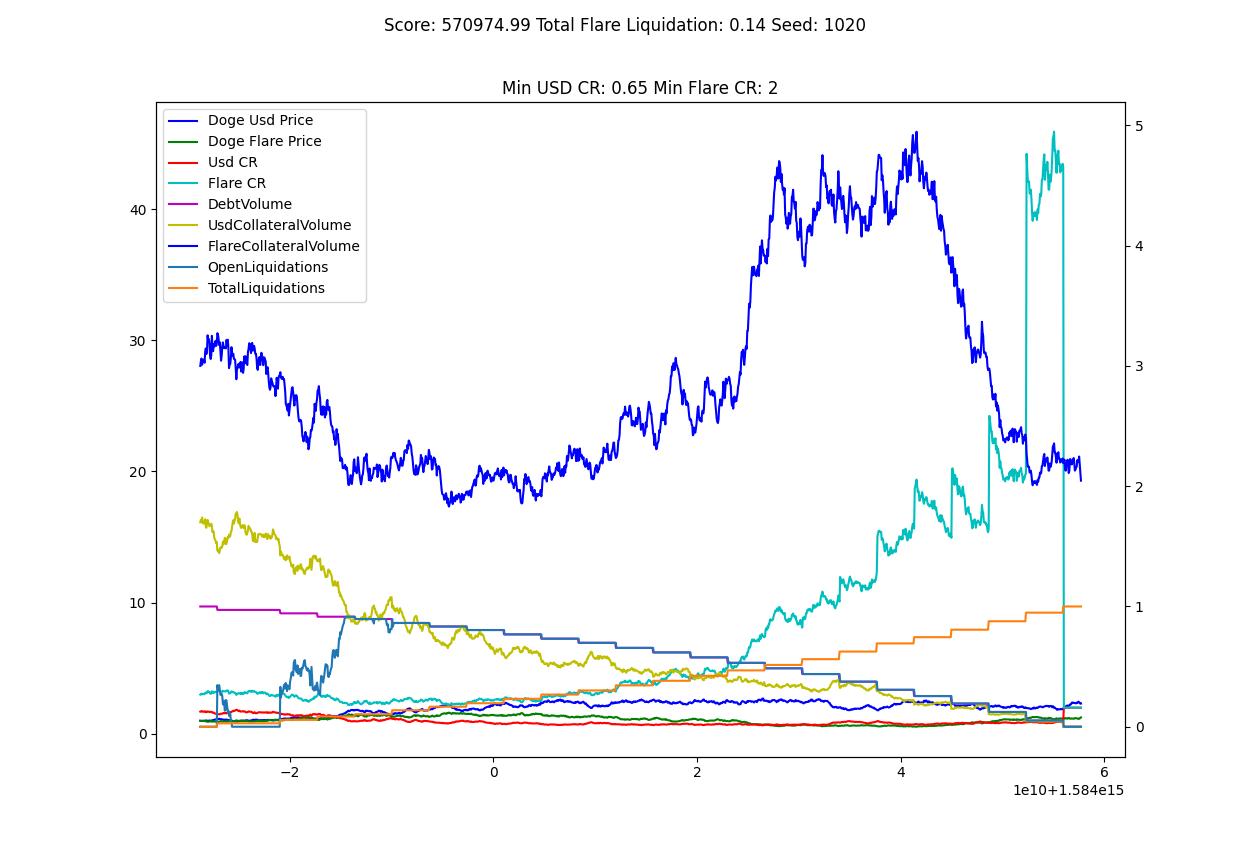 Score: 570974.99 Total Flare Liquidation: 0.14 Seed: 1020
Min USD CR: 0.65 Min Flare CR: 2
Doge Usd Price
Doge Flare Price
Usd CR
Flare CR
DebtVolume
UsdCollateralVolume
FlareCollateralVolume
OpenLiquidations
TotalLiquidations
40
30
20
10
0
5
4
3
2
1
0
−2 0 2 4 6
1e10+1.584e15